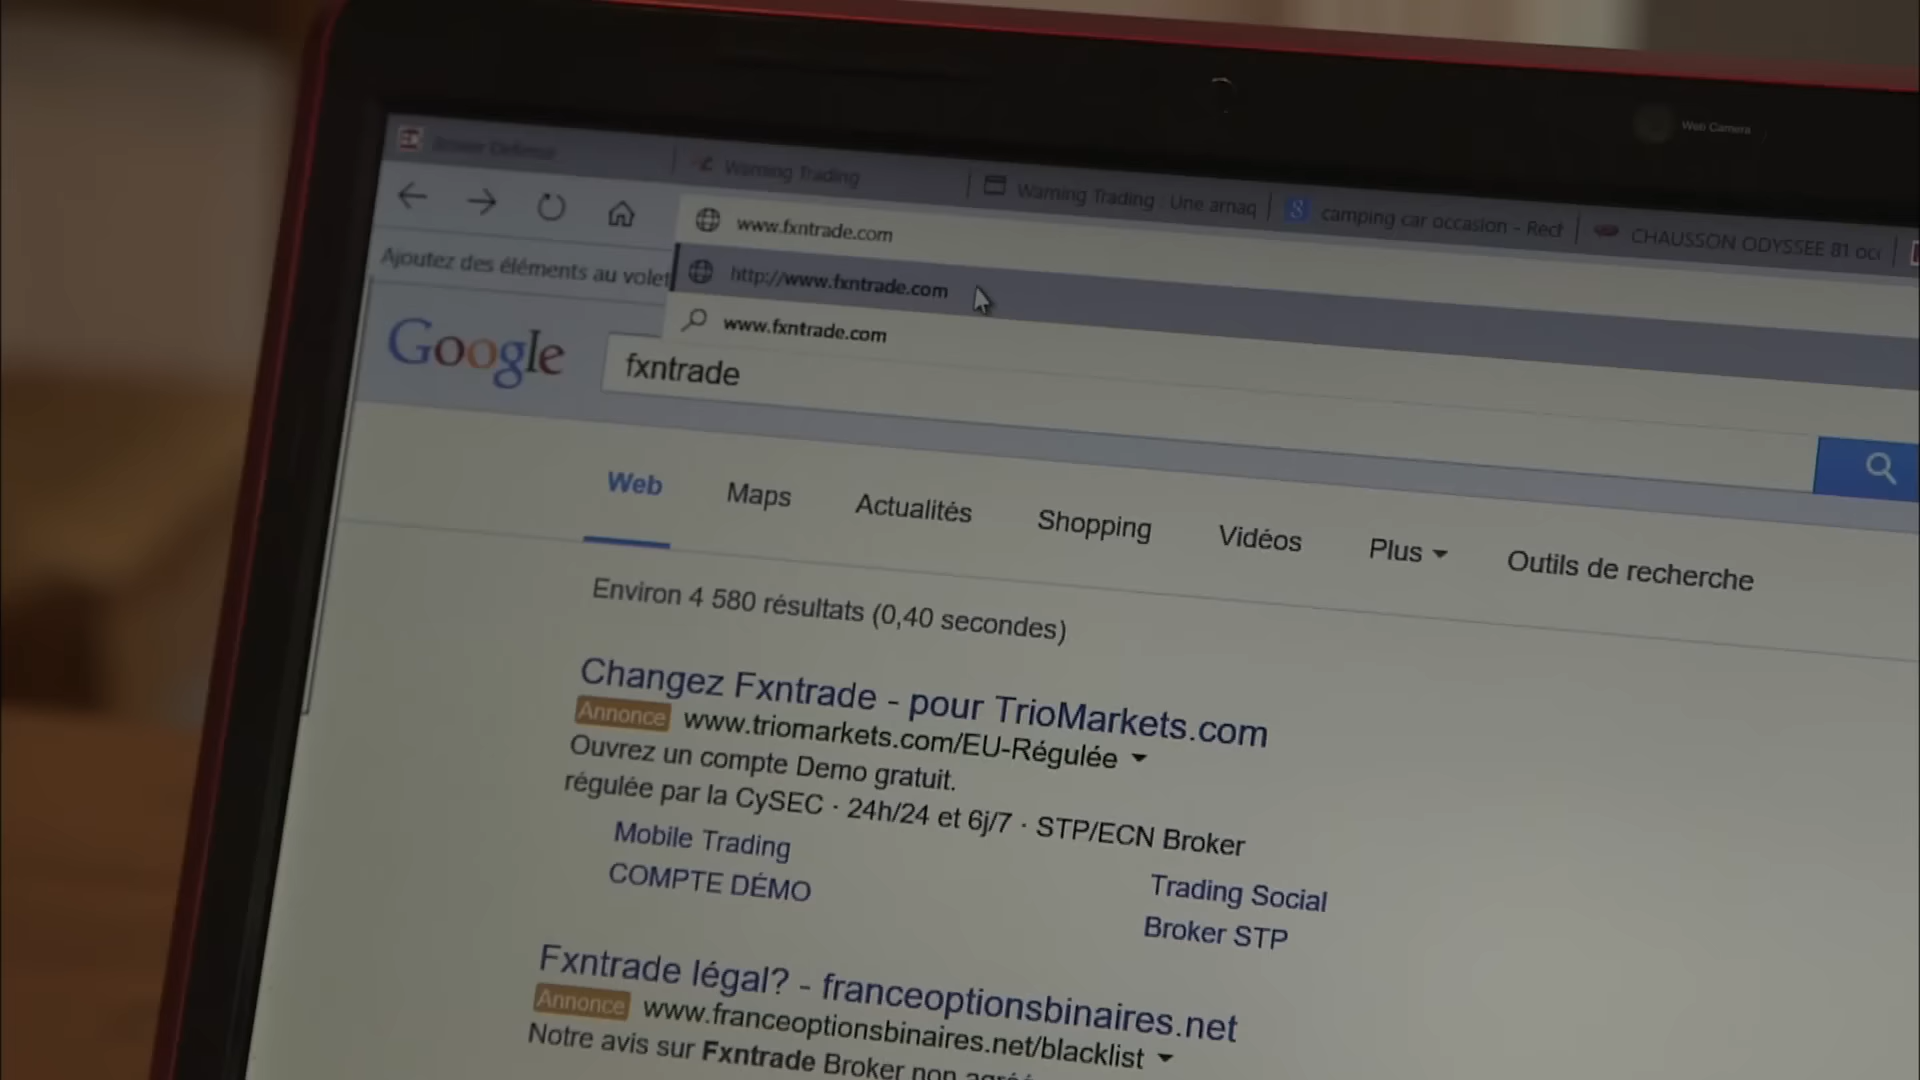 Web Camera
Warning Trading
Warning Trading : Une arnaq
camping car occasion - Rech
CHAUSSON ODYSSEE 81 occ
www.fxntrade.com
Ajoutez des éléments au volet
http://www.fxntrade.com
www.fxntrade.com
Google
fxntrade
Web Maps Actualités Shopping Vidéos Plus Outils de recherche
Environ 4 580 résultats (0,40 secondes)
Changez Fxntrade - pour TrioMarkets.com
Annonce www.triomarkets.com/EU-Régulée
Ouvrez un compte Demo gratuit.
régulée par la CySEC · 24h/24 et 6j/7 · STP/ECN Broker
Mobile Trading
Trading Social
COMPTE DÉMO
Broker STP
Fxntrade légal? - franceoptionsbinaires.net
Annonce www.franceoptionsbinaires.net/blacklist
Notre avis sur Fxntrade Broker non